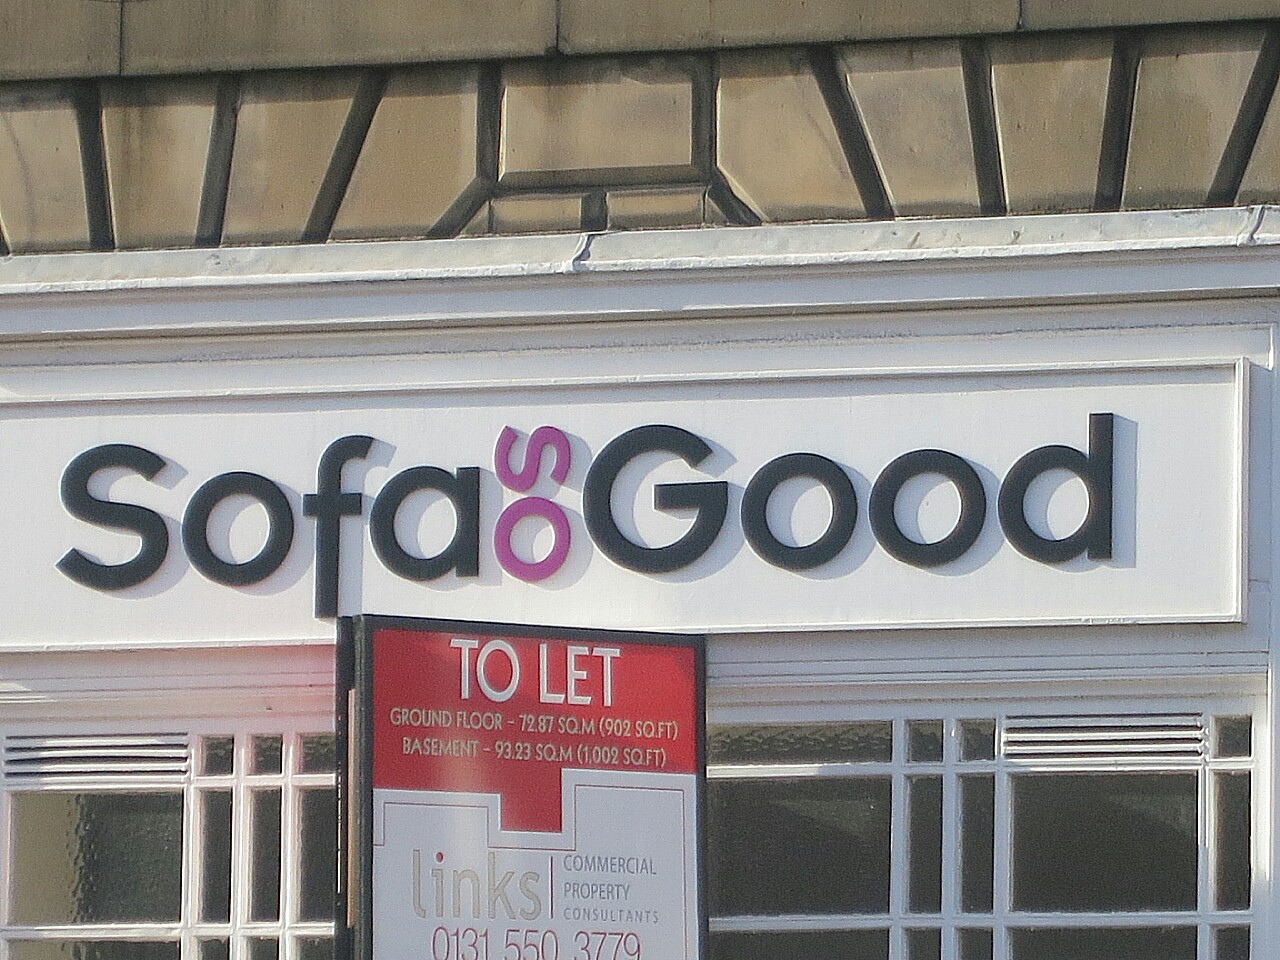 Sofa so Good
TO LET
GROUND FLOOR - 72.87 SQ.M (902 SQ.FT)
BASEMENT - 93.23 SQ.M (1,002 SQ.FT)
links
COMMERCIAL
PROPERTY
CONSULTANTS
0131 550 3779